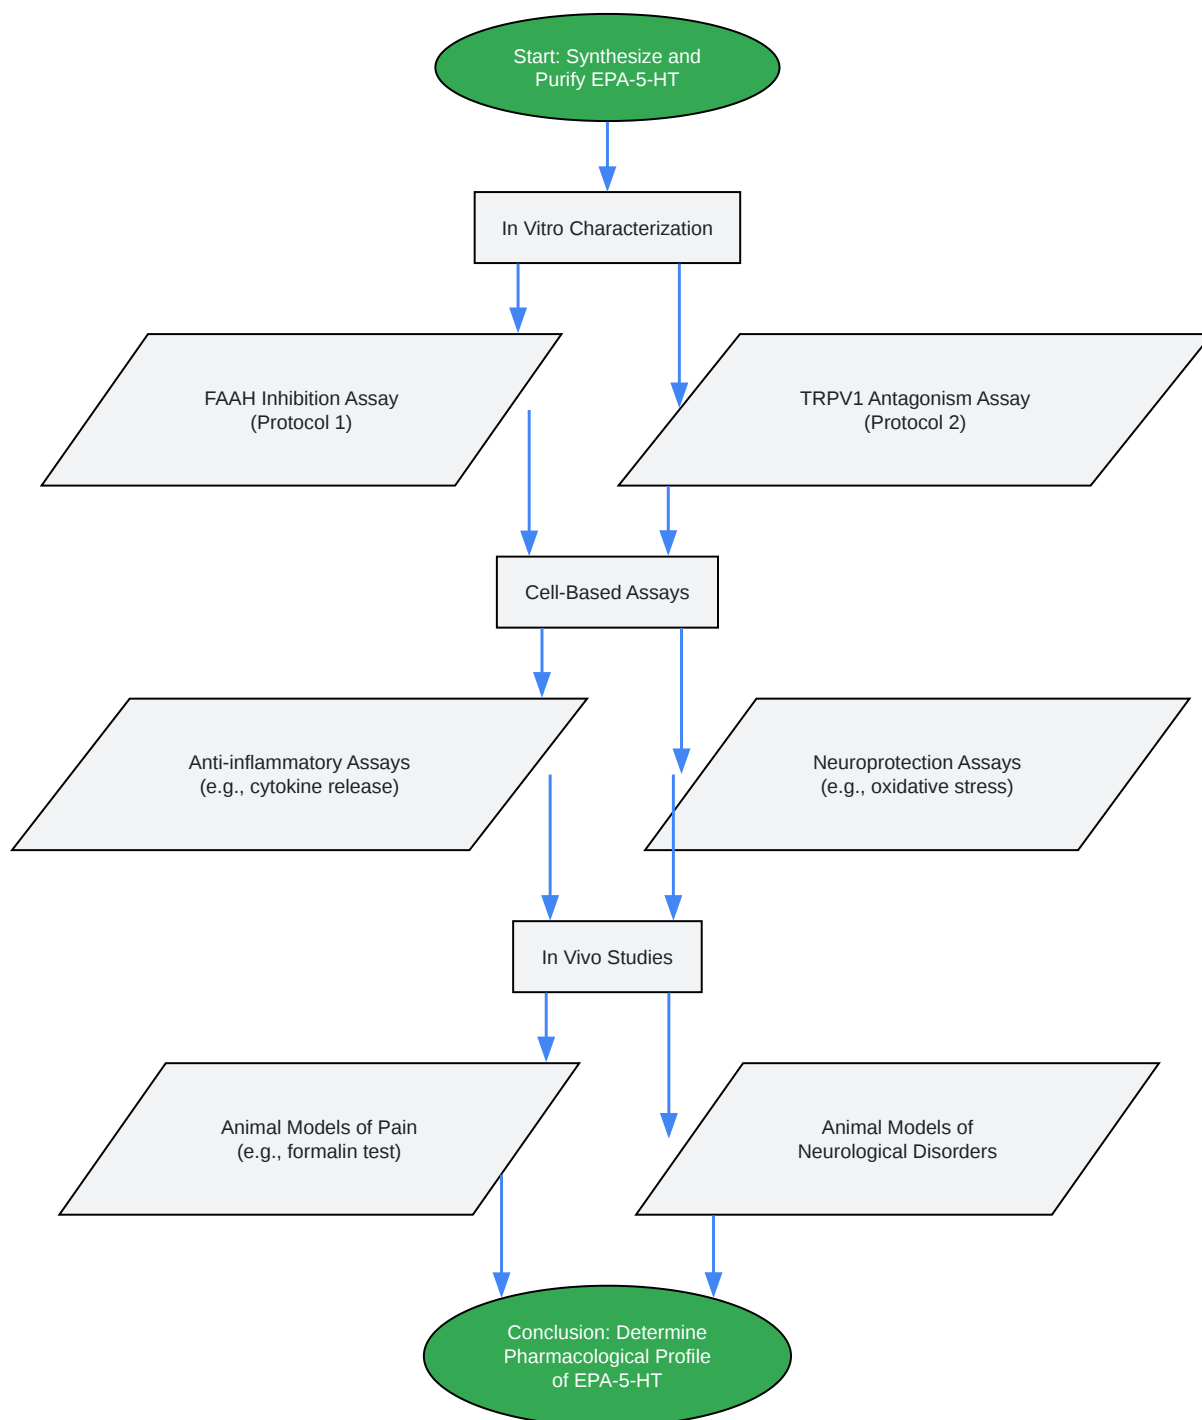 Start: Synthesize and
Purify EPA-5-HT
In Vitro Characterization
FAAH Inhibition Assay
(Protocol 1)
TRPV1 Antagonism Assay
(Protocol 2)
Cell-Based Assays
Anti-inflammatory Assays
(e.g., cytokine release)
Neuroprotection Assays
(e.g., oxidative stress)
In Vivo Studies
Animal Models of Pain
(e.g., formalin test)
Animal Models of
Neurological Disorders
Conclusion: Determine
Pharmacological Profile
of EPA-5-HT